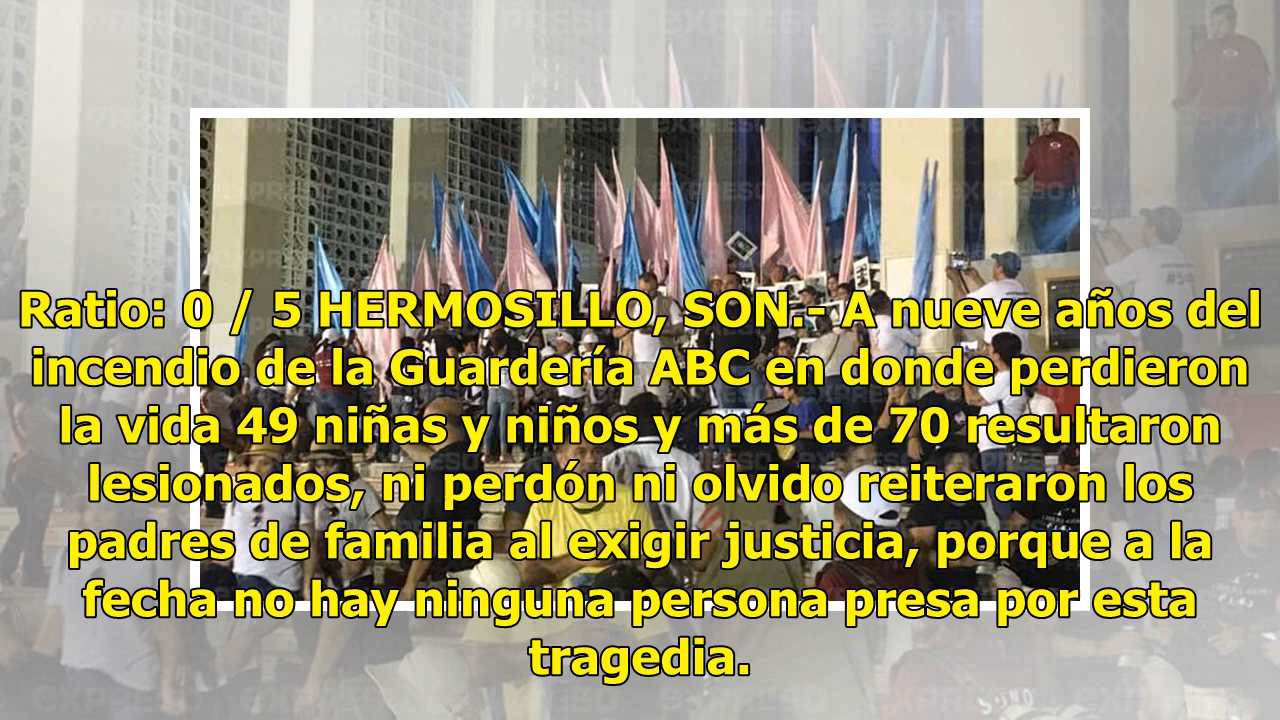 Ratio: 0 / 5 HERMOSILLO, SON.- A nueve años del
incendio de la Guardería ABC en donde perdieron
la vida 49 niñas y niños y más de 70 resultaron
lesionados, ni perdón ni olvido reiteraron los
padres de familia al exigir justicia, porque a la
fecha no hay ninguna persona presa por esta
tragedia.
EXPRESO